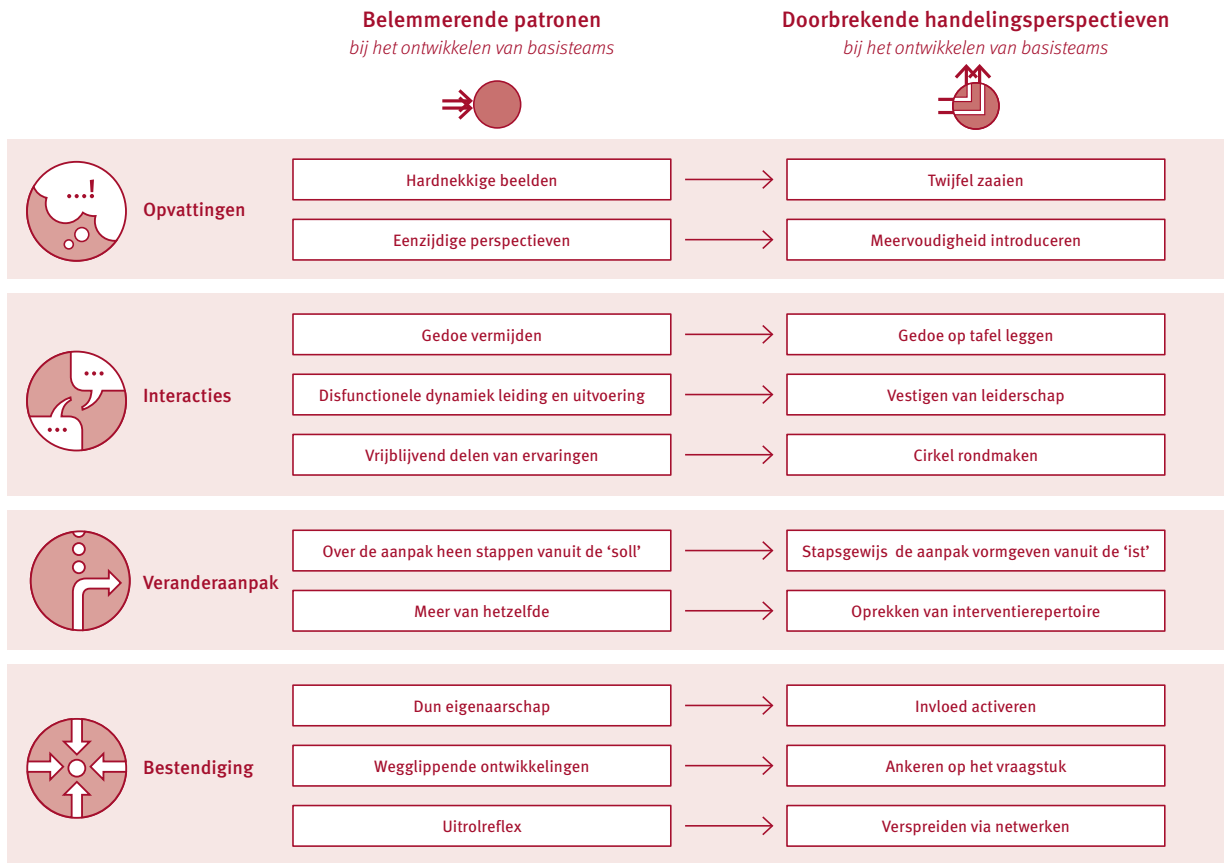 Belemmerende patronen
bij het ontwikkelen van basisteams
Doorbrekende handelingsperspectieven
bij het ontwikkelen van basisteams
...!
Opvattingen
Hardnekkige beelden
Twijfel zaaien
Eenzijdige perspectieven
Meervoudigheid introduceren
...
...
Interacties
Gedoe vermijden
Gedoe op tafel leggen
Disfunctionele dynamiek leiding en uitvoering
Vestigen van leiderschap
Vrijblijvend delen van ervaringen
Cirkel rondmaken
Veranderaanpak
Over de aanpak heen stappen vanuit de ‘soll’
Stapsgewijs de aanpak vormgeven vanuit de ‘ist’
Meer van hetzelfde
Oprekken van interventierepertoire
Bestendiging
Dun eigenaarschap
Invloed activeren
Wegglippende ontwikkelingen
Ankeren op het vraagstuk
Uitrolreflex
Verspreiden via netwerken